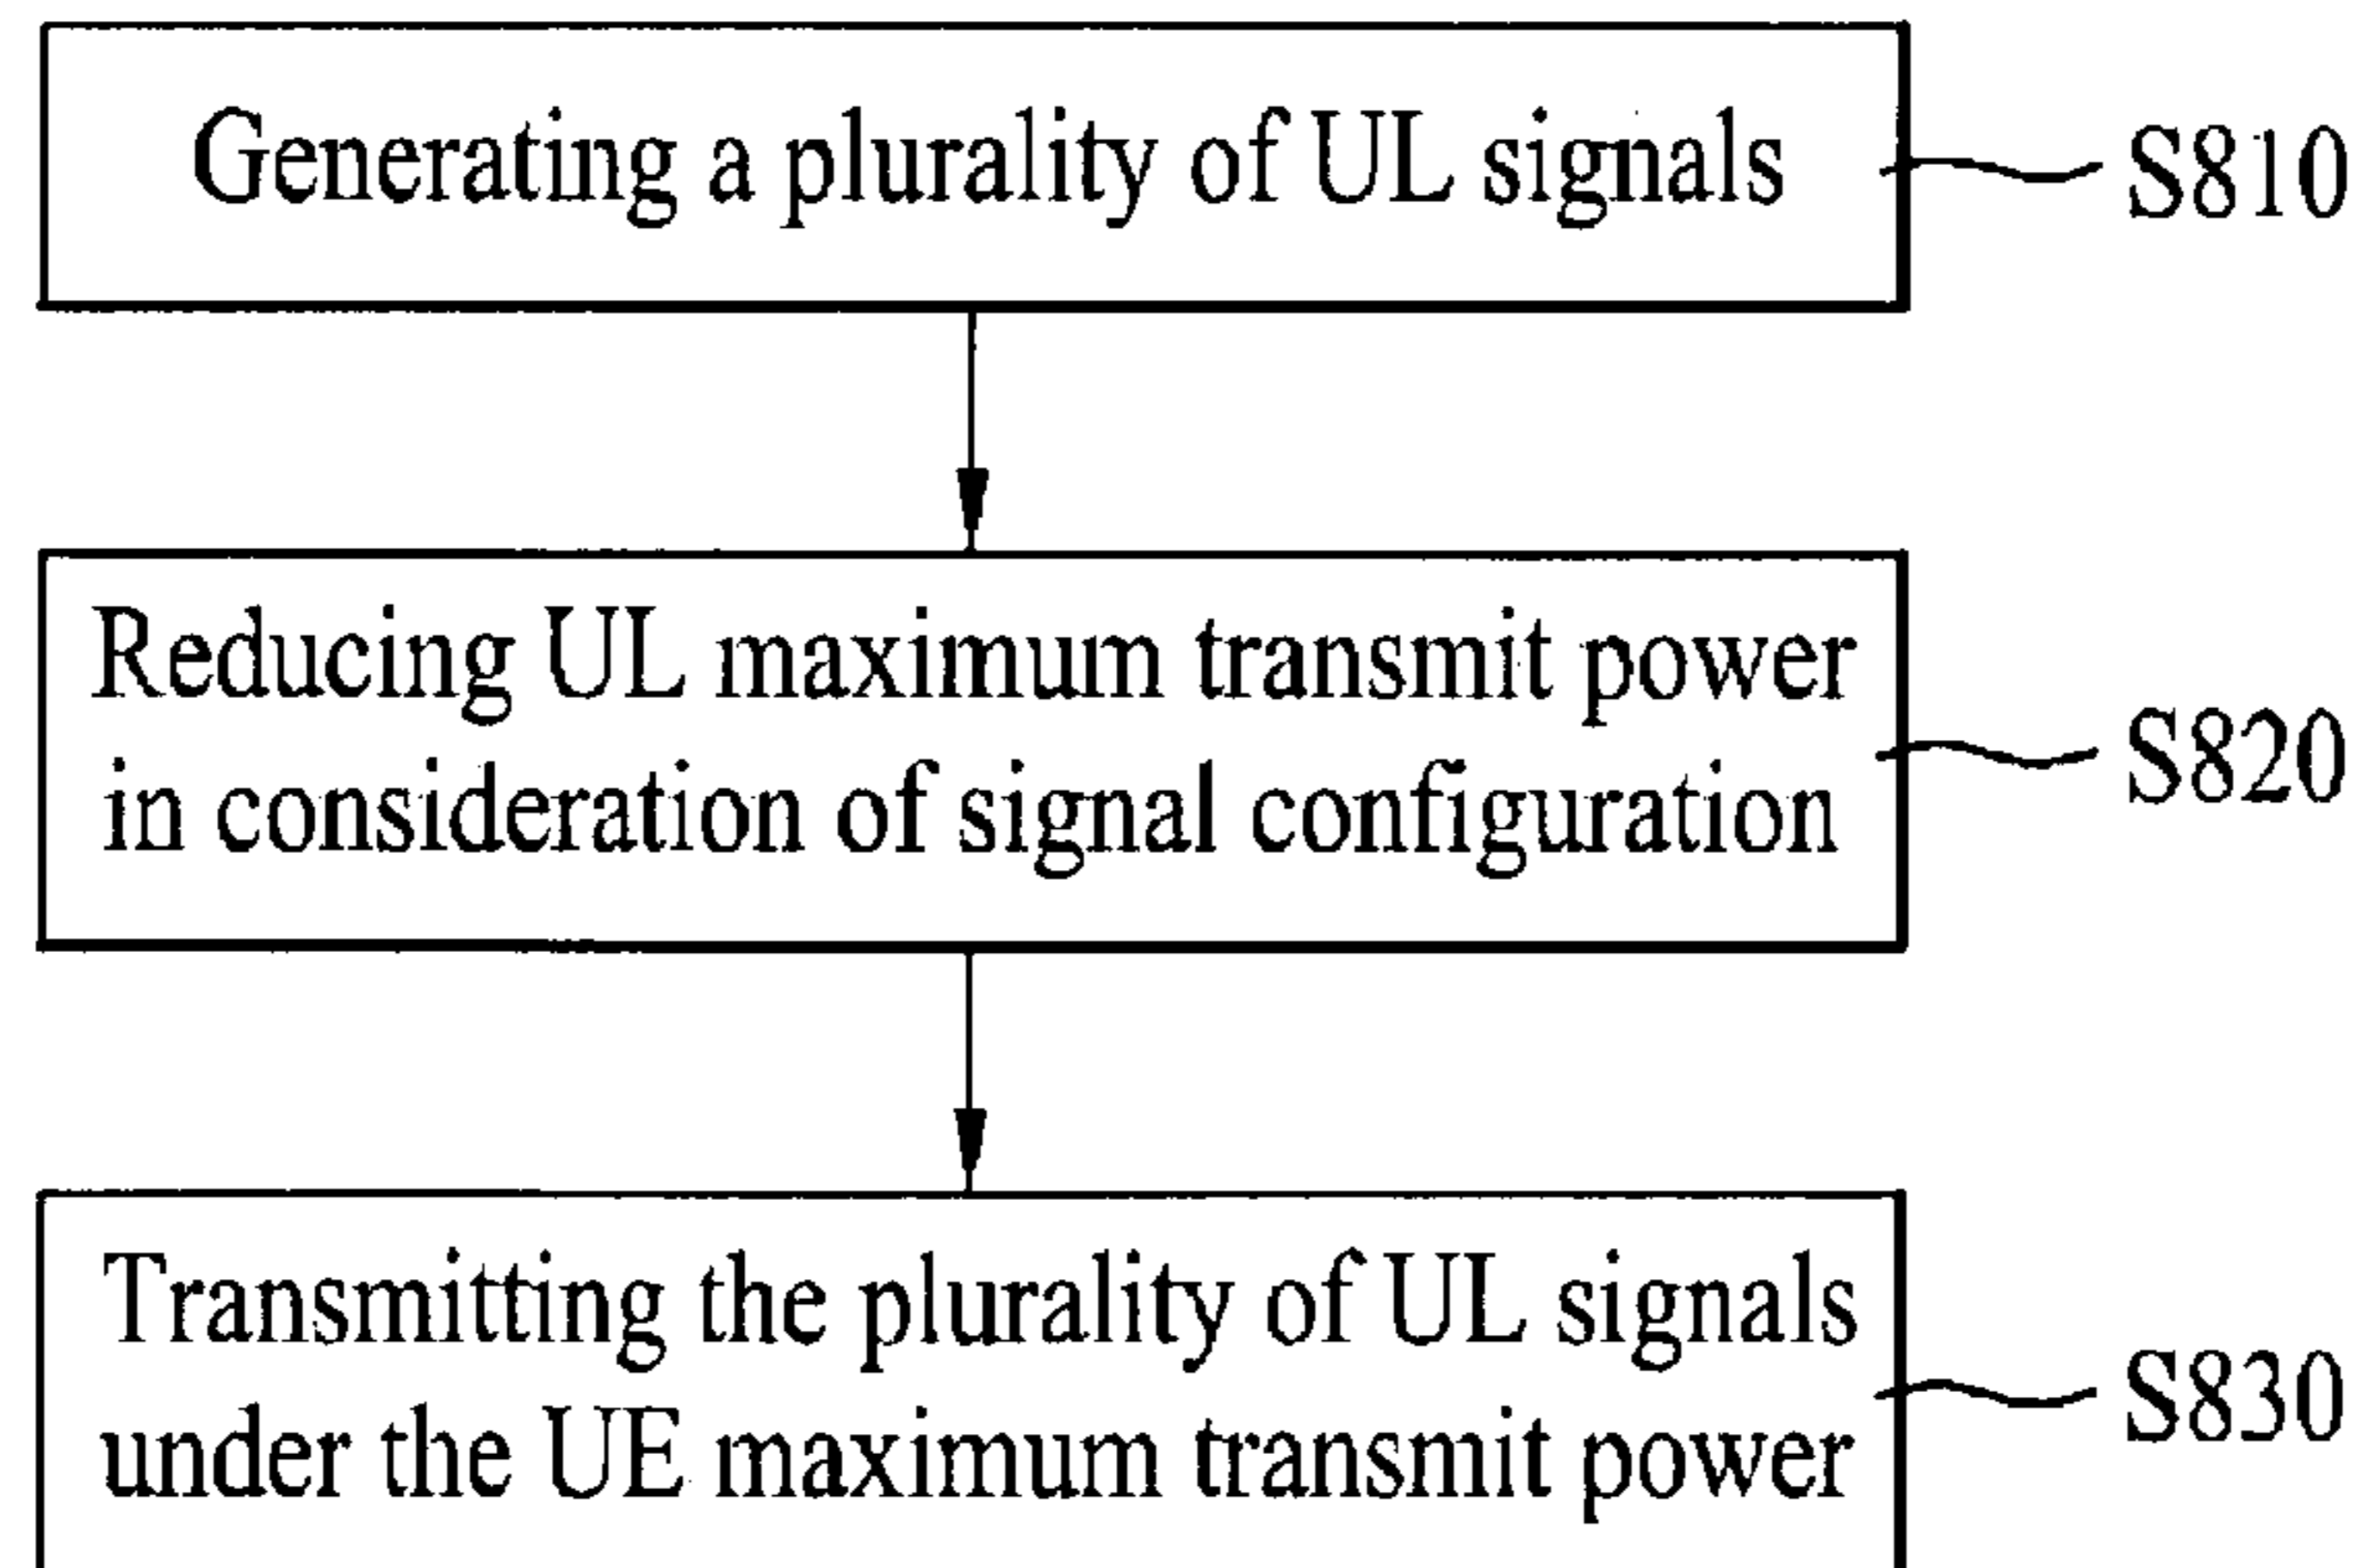 Generating a plurality of UL signals
S810
Reducing UL maximum transmit power
in consideration of signal configuration
S820
Transmitting the plurality of UL signals
under the UE maximum transmit power
S830